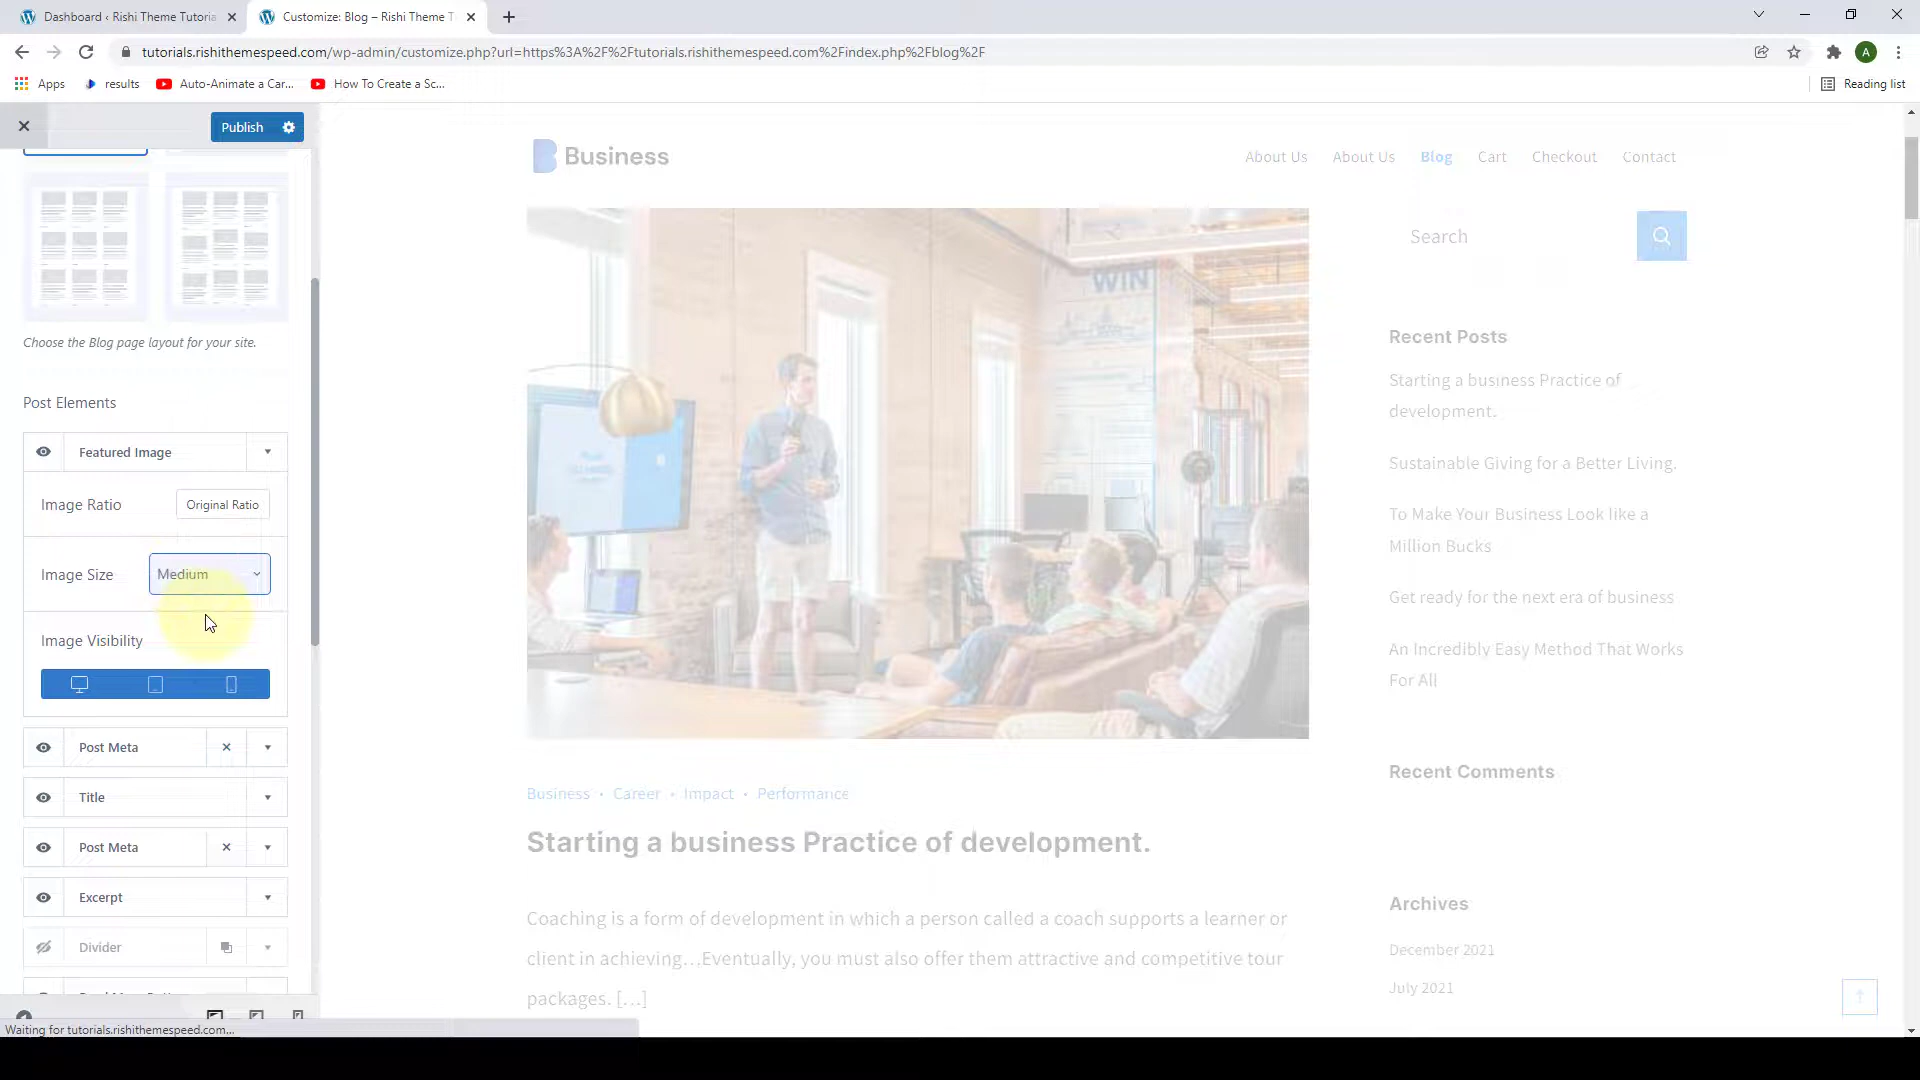 Dashboard ‹ Rishi Theme Tutoria
Customize: Blog – Rishi Theme T
tutorials.rishithemespeed.com/wp-admin/customize.php?url=https%3A%2F%2Ftutorials.rishithemespeed.com%2Findex.php%2Fblog%2F
A
Apps
results
Auto-Animate a Car...
How To Create a Sc...
Reading list
Publish
Business
About Us
About Us
Blog
Cart
Checkout
Contact
Search
WIN
Choose the Blog page layout for your site.
Recent Posts
Starting a business Practice of
development.
Post Elements
Featured Image
Sustainable Giving for a Better Living.
Image Ratio
Original Ratio
To Make Your Business Look like a
Million Bucks
Image Size
Medium
Get ready for the next era of business
Image Visibility
An Incredibly Easy Method That Works
For All
Post Meta
Recent Comments
Title
Business • Career • Impact • Performance
Post Meta
Starting a business Practice of development.
Excerpt
Archives
Coaching is a form of development in which a person called a coach supports a learner or
client in achieving...Eventually, you must also offer them attractive and competitive tour
packages. [...]
Divider
December 2021
July 2021
Waiting for tutorials.rishithemespeed.com...